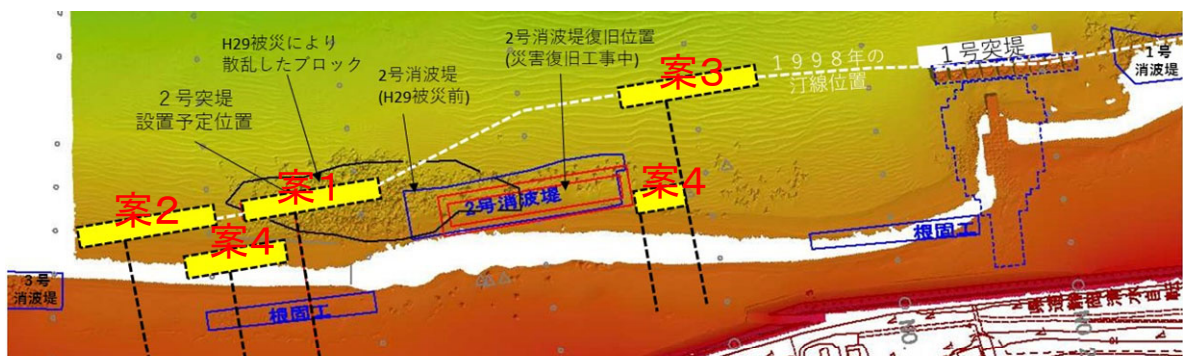 H29被災により
散乱したブロック
2号消波堤復旧位置
(災害復旧工事中)
2号消波堤
(H29被災前)
２号突堤
設置予定位置
案3
１９９８年の
汀線位置
１号突堤
1号
消波堤
案1
案2
案4
2号消波堤
案4
根固工
3号
消波堤
根固工